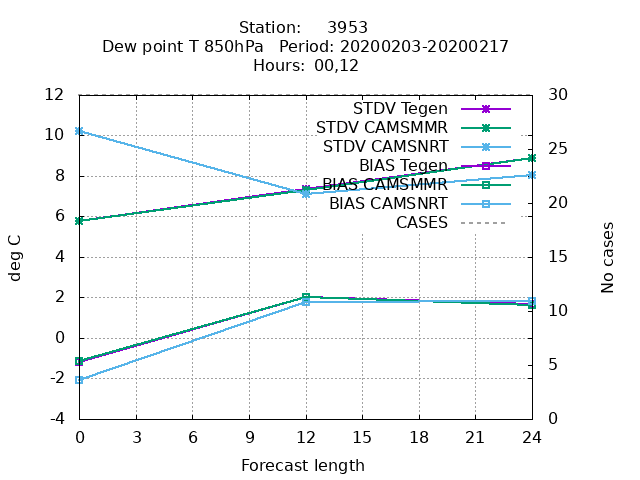 Station: 3953
Dew point T 850hPa Period: 20200203-20200217
Hours: 00,12
12 30
STDV Tegen
STDV CAMSMMR
10 25
STDV CAMSNRT
BIAS Tegen
8
BIAS CAMSMMR
BIAS CAMSNRT
20
6
CASES
deg C
No cases
4 15
2
10
0
5
-2
-4 0
0 3 6 9 12 15 18 21 24
Forecast length